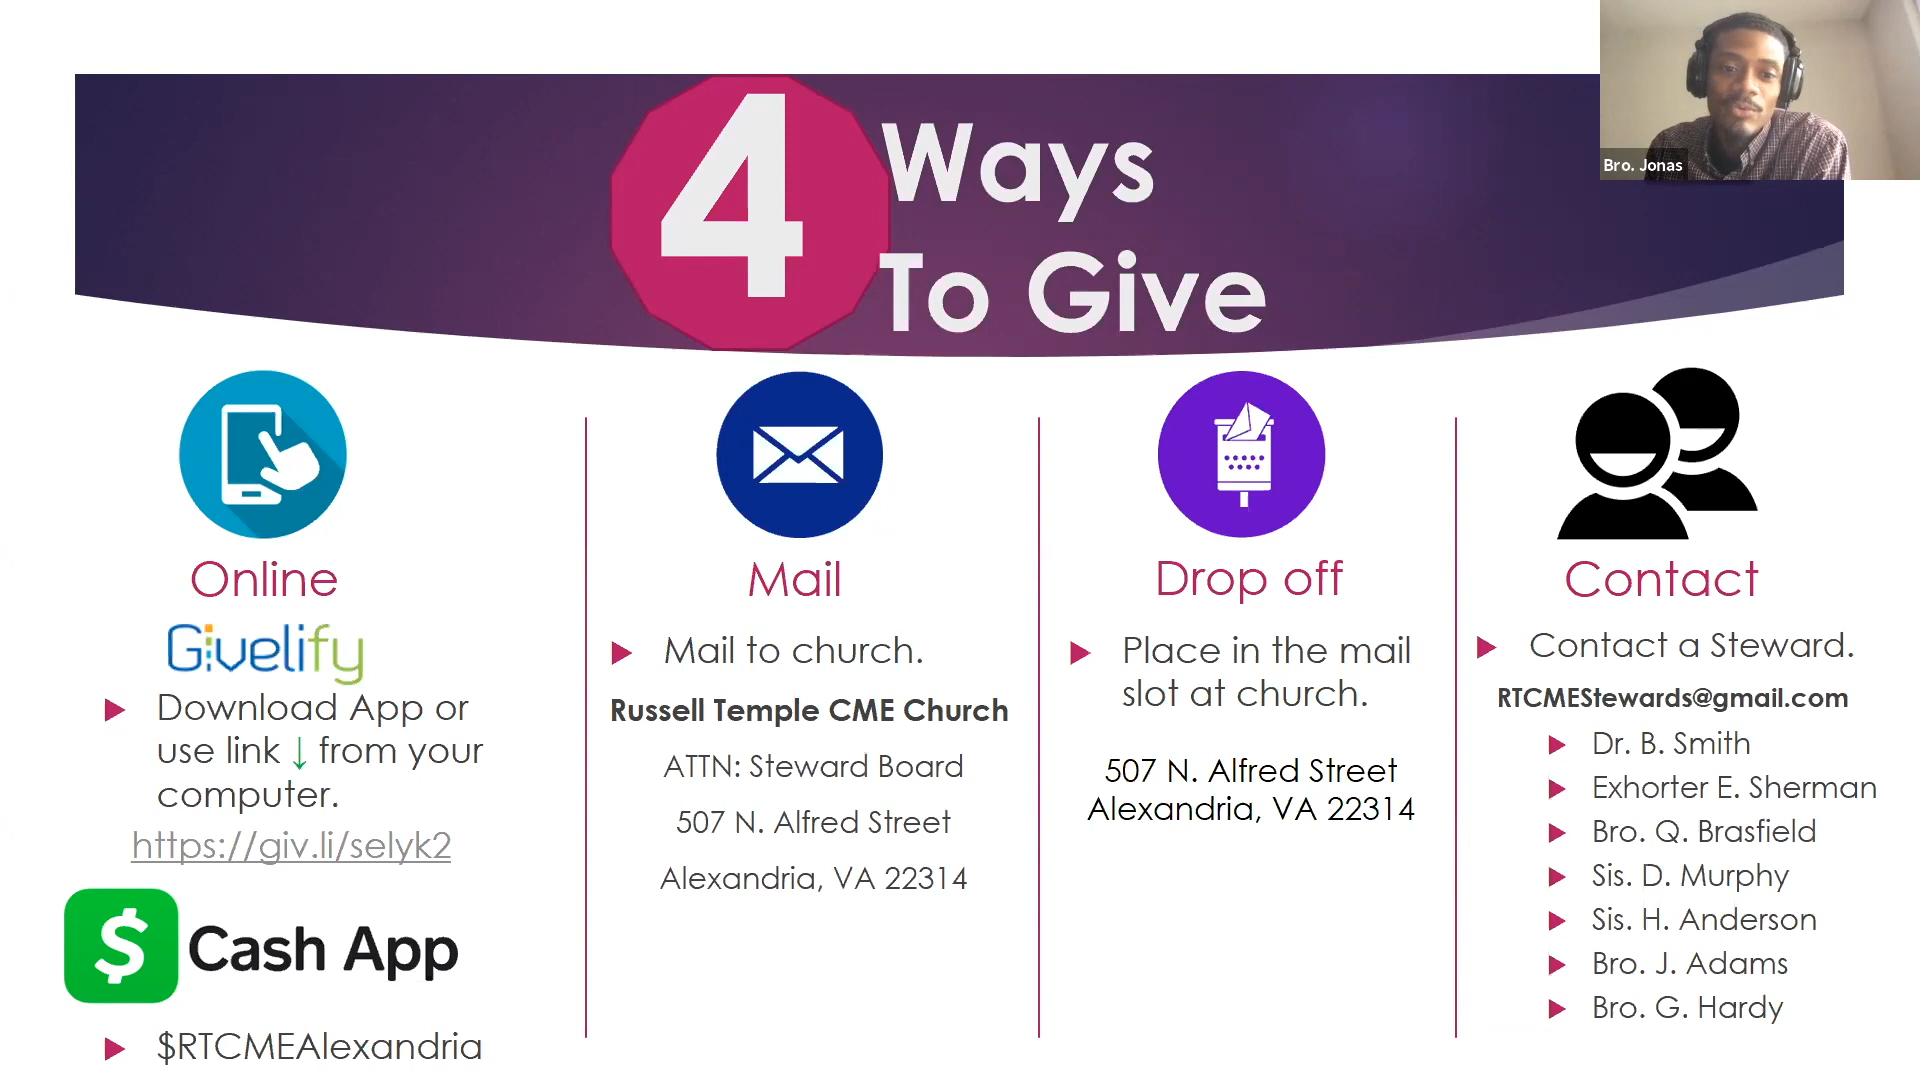 4
Ways
To Give
Bro. Jonas
Online
Givelify
Download App or
use link ↓ from your
computer.
https://giv.li/selyk2
$ Cash App
$RTCMEAlexandria
Mail
Mail to church.
Russell Temple CME Church
ATTN: Steward Board
507 N. Alfred Street
Alexandria, VA 22314
Drop off
Place in the mail
slot at church.
507 N. Alfred Street
Alexandria, VA 22314
Contact
Contact a Steward.
RTCMEStewards@gmail.com
Dr. B. Smith
Exhorter E. Sherman
Bro. Q. Brasfield
Sis. D. Murphy
Sis. H. Anderson
Bro. J. Adams
Bro. G. Hardy